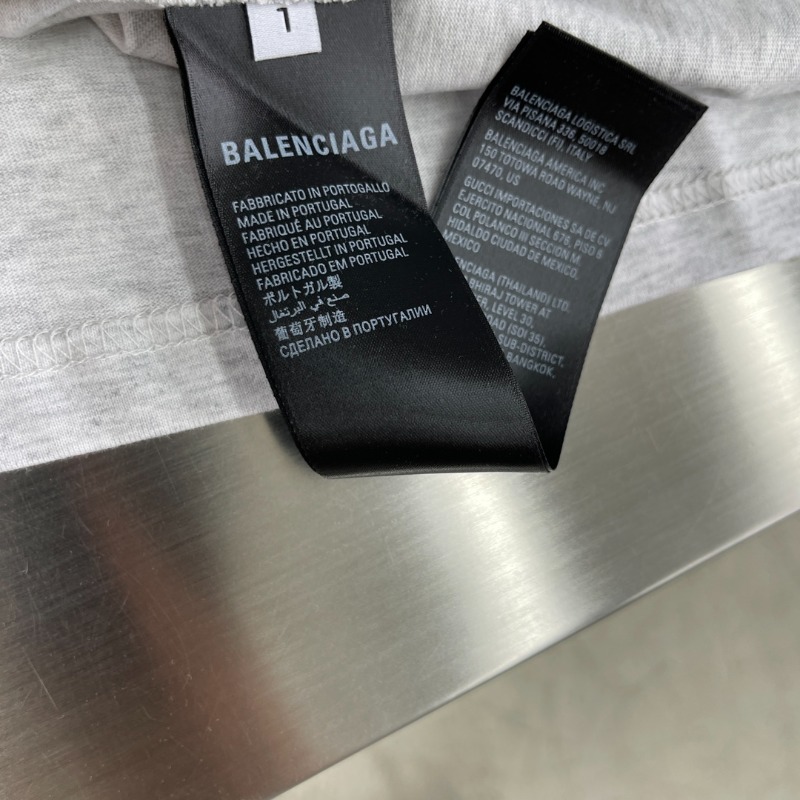 1
BALENCIAGA
FABBRICATO IN PORTOGALLO
MADE IN PORTUGAL
FABRIQUÉ AU PORTUGAL
HECHO EN PORTUGAL
HERGESTELLT IN PORTUGAL
FABRICADO EM PORTUGAL
ポルトガル製
صنع في البرتغال
葡萄牙制造
СДЕЛАНО В ПОРТУГАЛИИ
BALENCIAGA LOGISTICA SRL
VIA PISANA 336, 50018
SCANDICCI (FI), ITALY
BALENCIAGA AMERICA INC
150 TOTOWA ROAD WAYNE, NJ
07470. US
GUCCI IMPORTACIONES SA DE CV
EJERCITO NACIONAL 676, PISO 6
COL POLANCO III SECCION M.
HIDALGO CIUDAD DE MEXICO.
MEXICO
NCIAGA (THAILAND) LTD.
HIRAJ TOWER AT
ER, LEVEL 30,
AD (SOI 35),
SUB-DISTRICT,
BANGKOK,